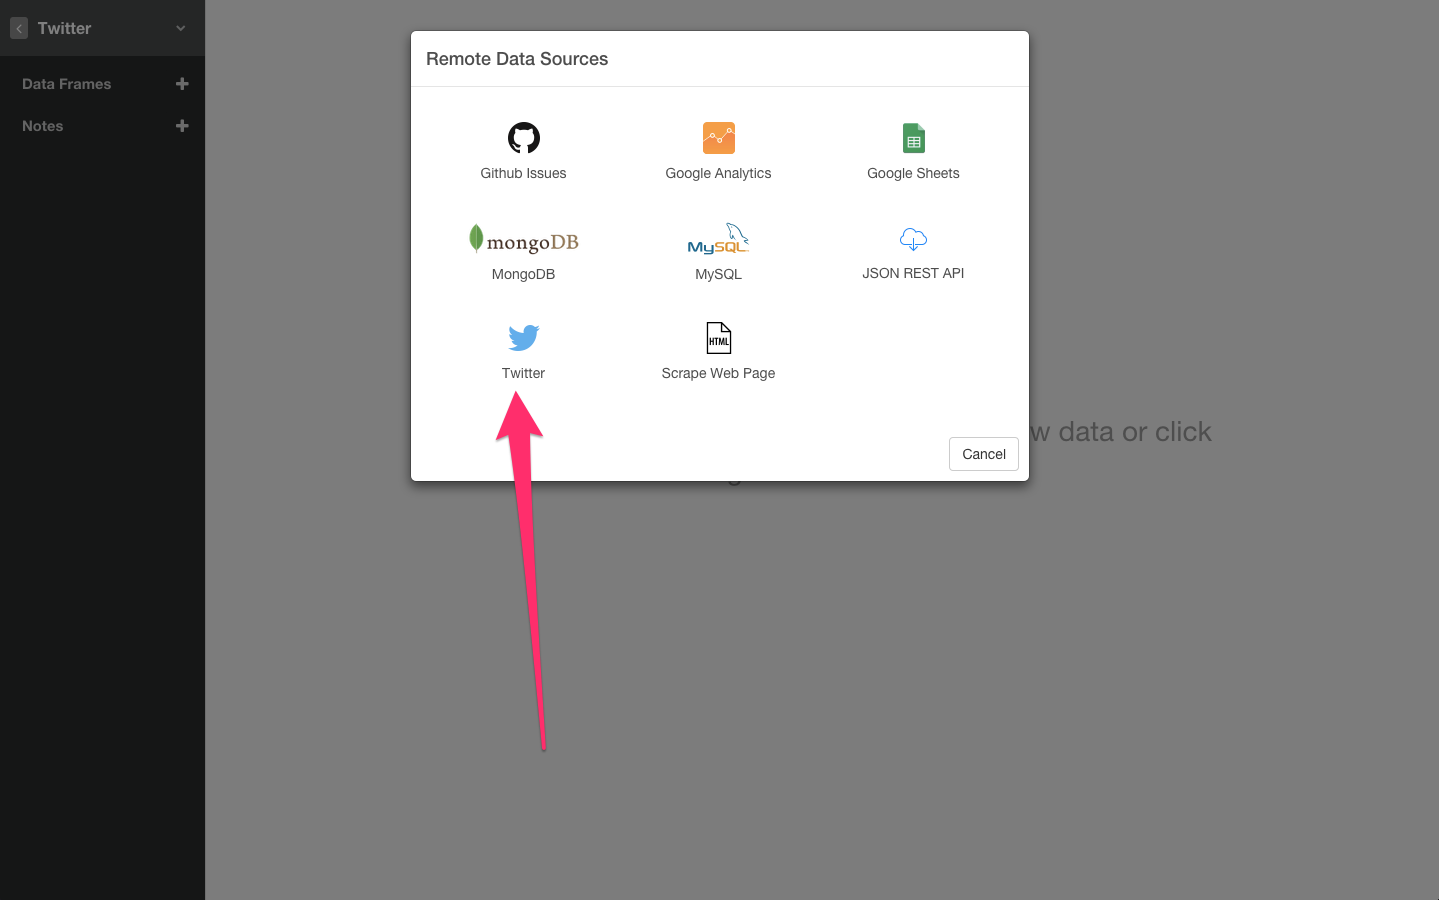 Twitter
Data Frames
Notes
Remote Data Sources
Github Issues
Google Analytics
Google Sheets
mongoDB
MySQL
MongoDB
MySQL
JSON REST API
HTML
Twitter
Scrape Web Page
w data or click
Cancel